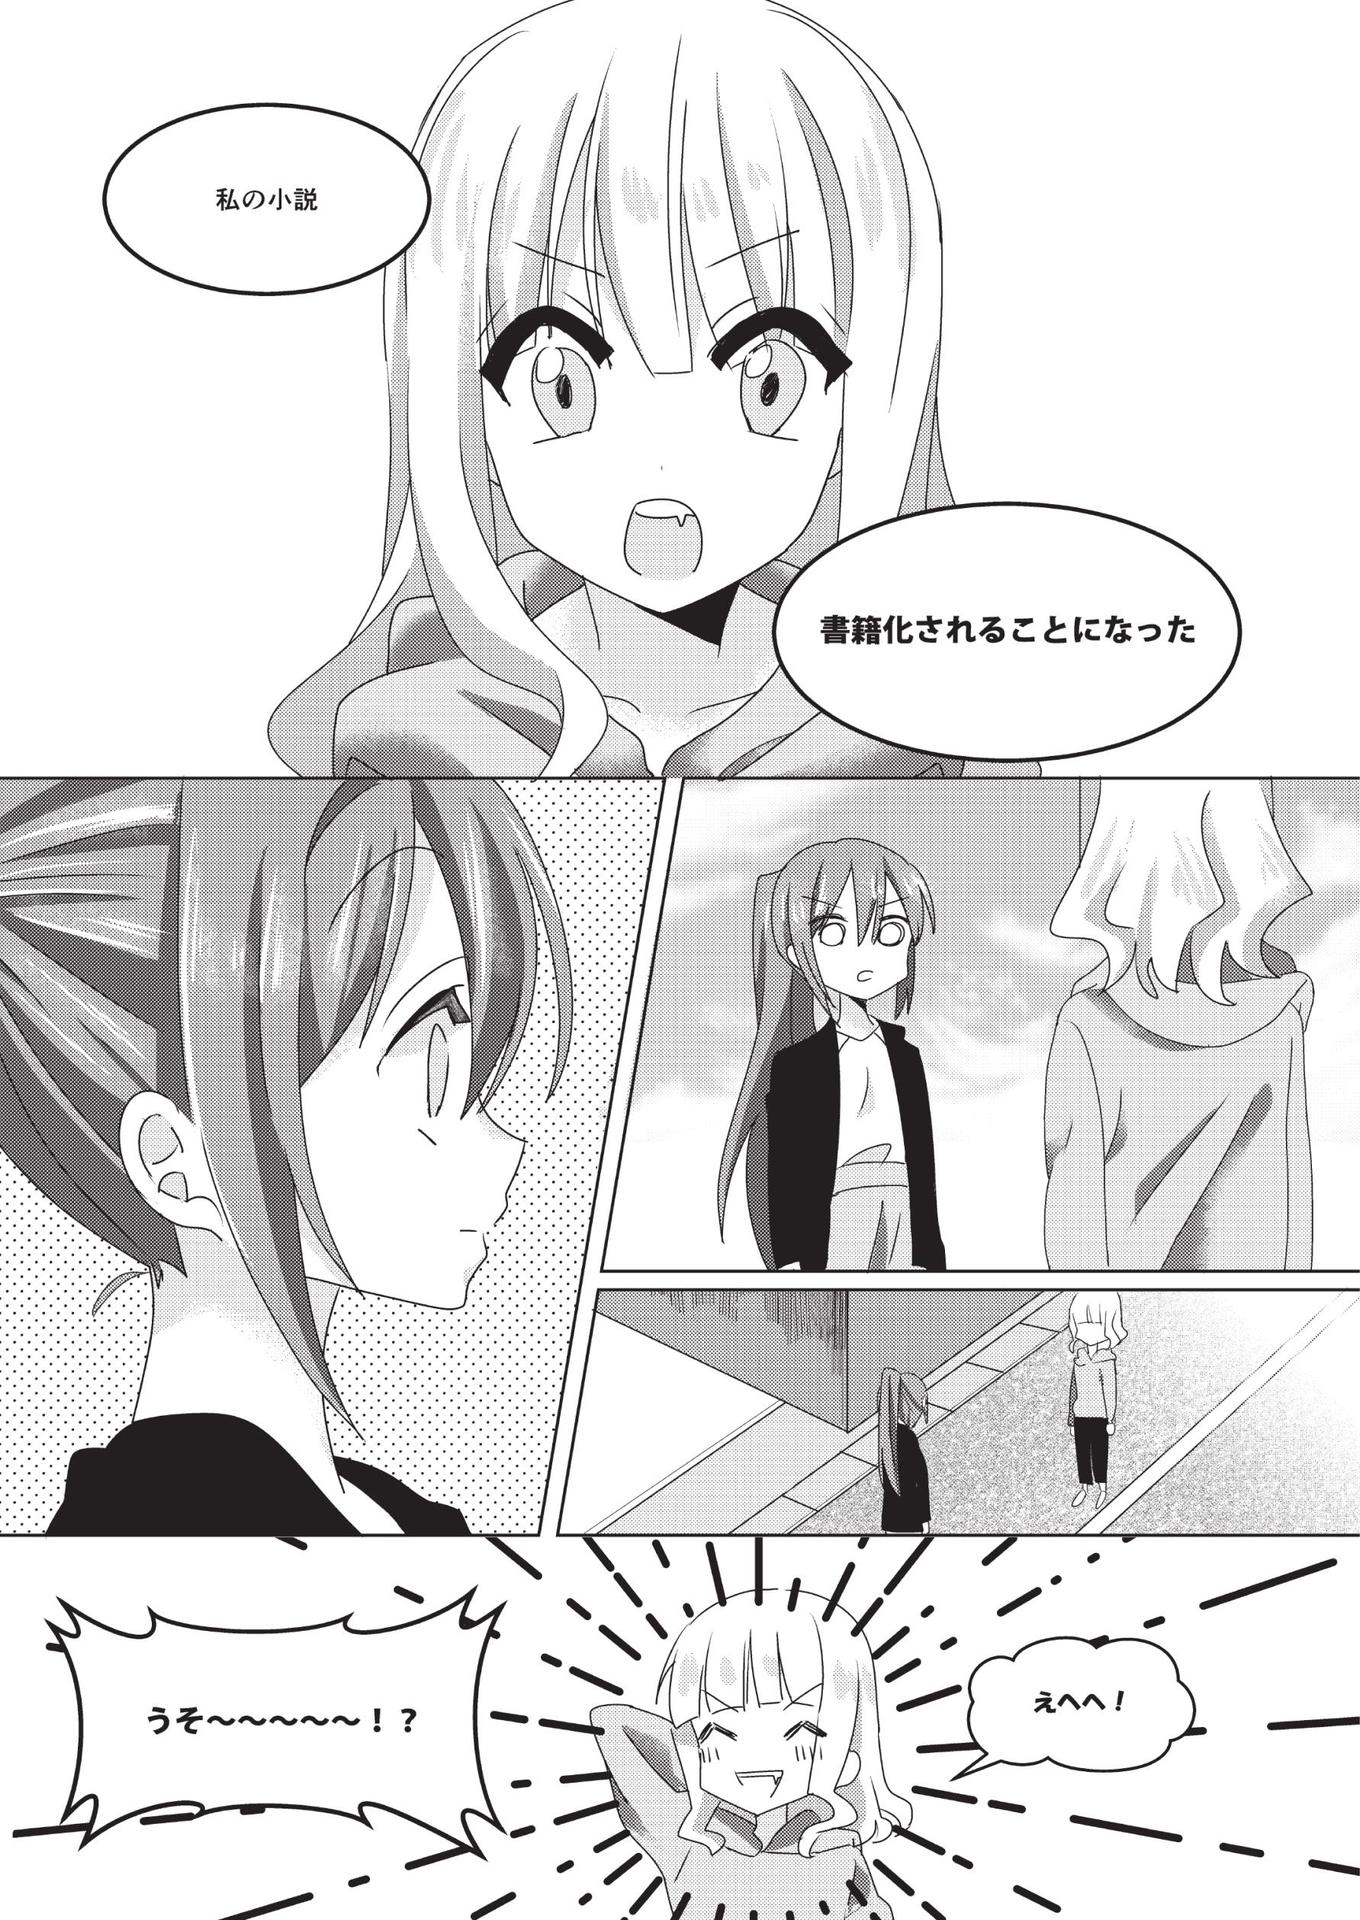 私の小説
書籍化されることになった
えへへ！
うそ～～～～～～！？